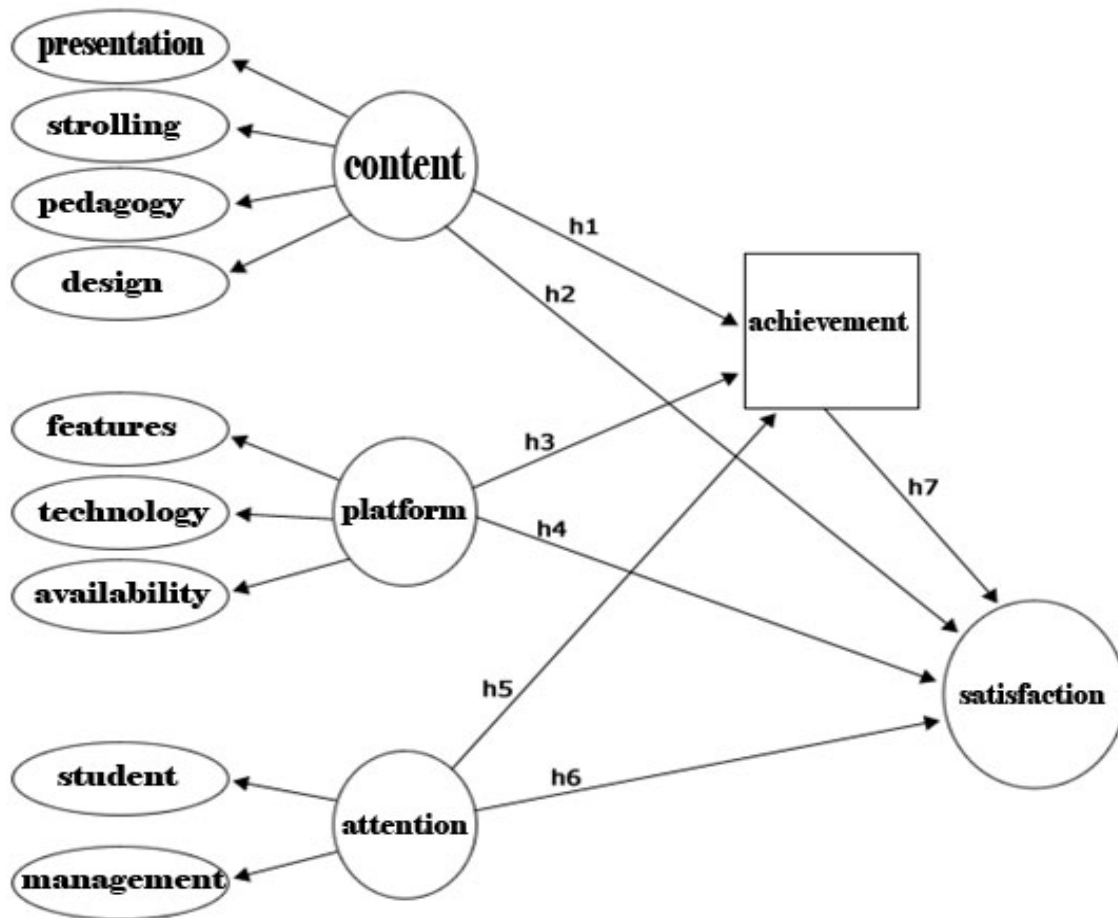 presentation
strolling
pedagogy
design
content
h1
h2
achievement
features
technology
availability
platform
h3
h4
h7
student
management
attention
h5
h6
satisfaction